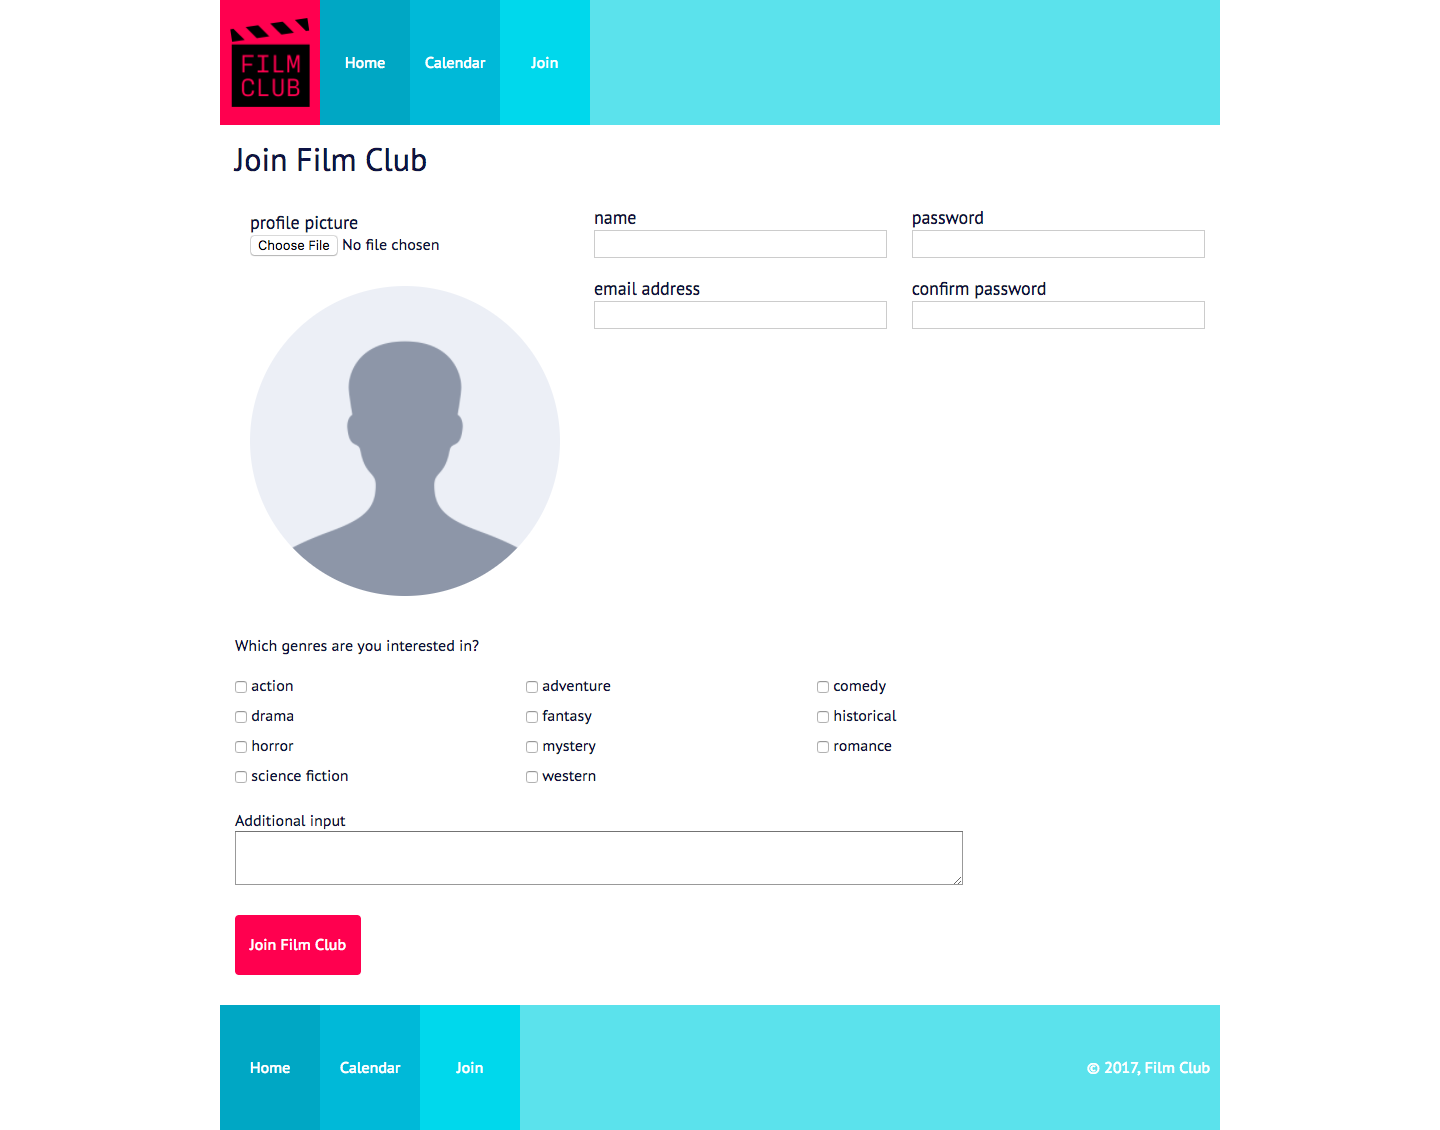 FILM
CLUB
Home
Calendar
Join
Join Film Club
profile picture
Choose File No file chosen
name
password
email address
confirm password
Which genres are you interested in?
action
adventure
comedy
drama
fantasy
historical
horror
mystery
romance
science fiction
western
Additional input
Join Film Club
Home
Calendar
Join
© 2017, Film Club